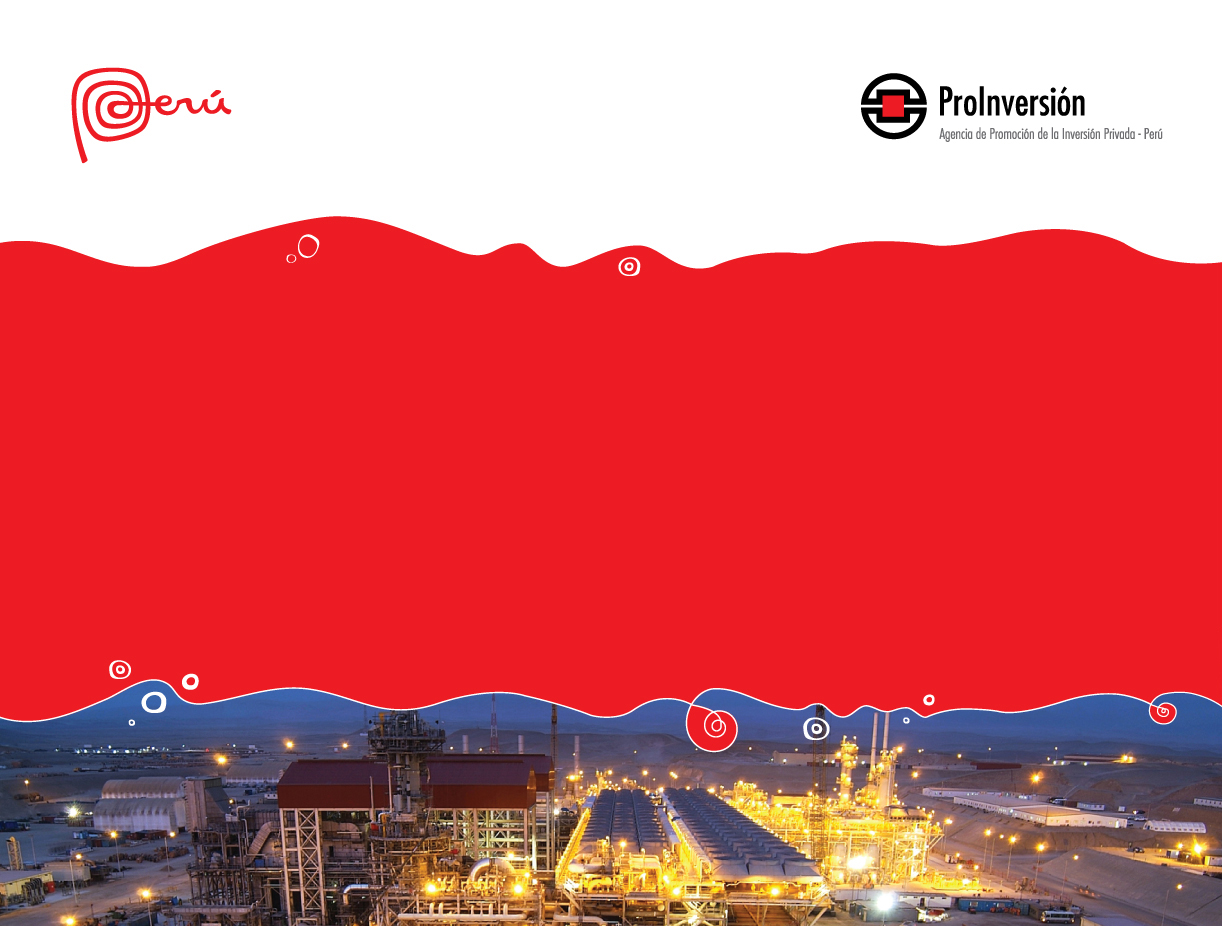 Perú
ProInversión
Agencia de Promoción de la Inversión Privada - Perú